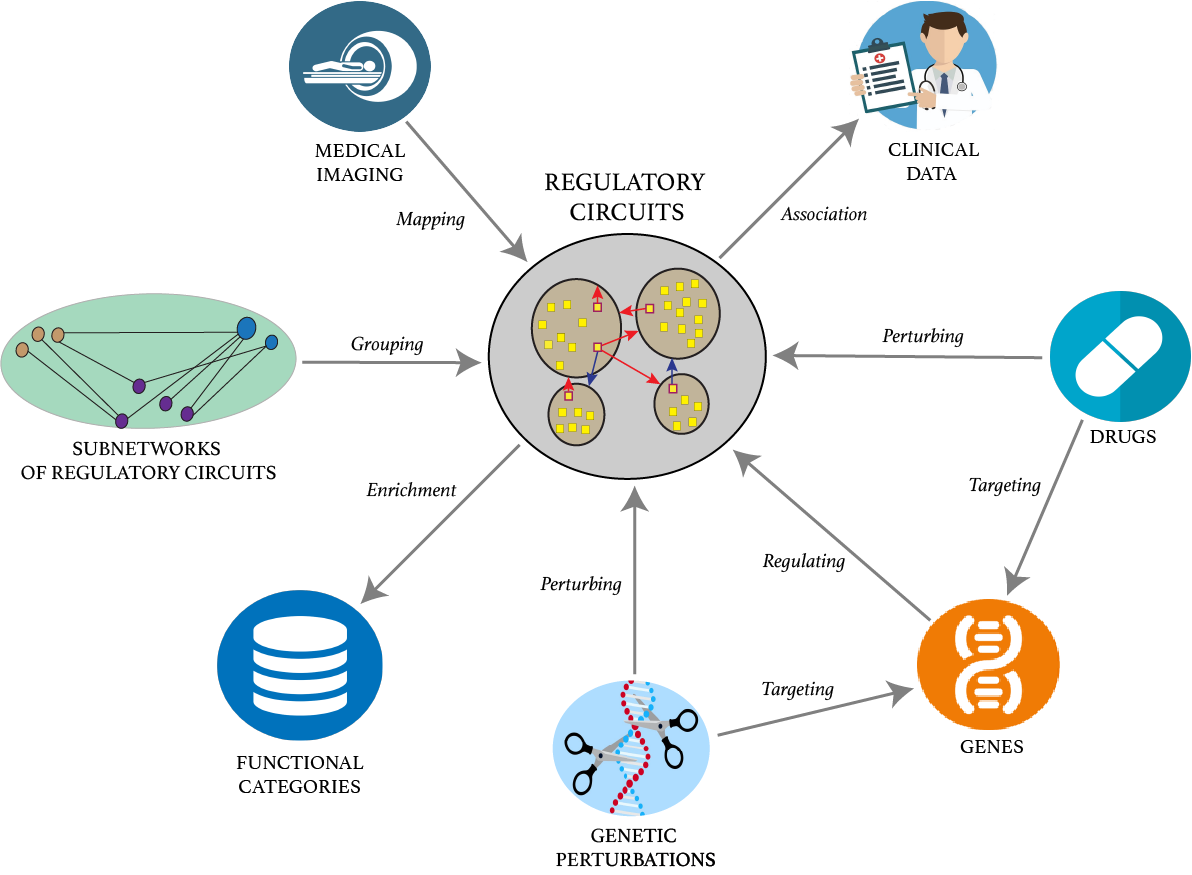 MEDICAL
IMAGING
CLINICAL
DATA
REGULATORY
CIRCUITS
Mapping
Association
Grouping
Perturbing
SUBNETWORKS
OF REGULATORY CIRCUITS
DRUGS
Enrichment
Targeting
Regulating
Perturbing
Targeting
FUNCTIONAL
CATEGORIES
GENES
GENETIC
PERTURBATIONS